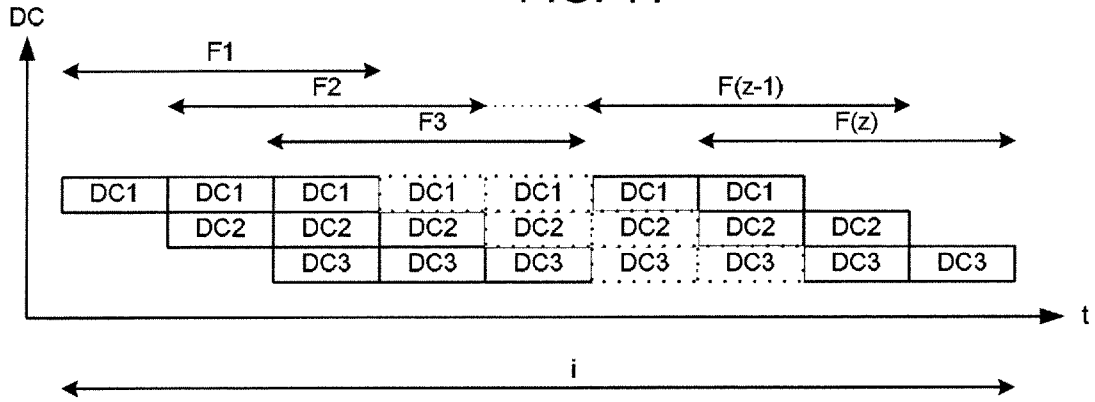 DC
F1
F2
F(z-1)
F3
F(z)
DC1 DC1 DC1 DC1 DC1 DC1 DC1
DC2 DC2 DC2 DC2 DC2 DC2 DC2
DC3 DC3 DC3 DC3 DC3 DC3 DC3
t
i